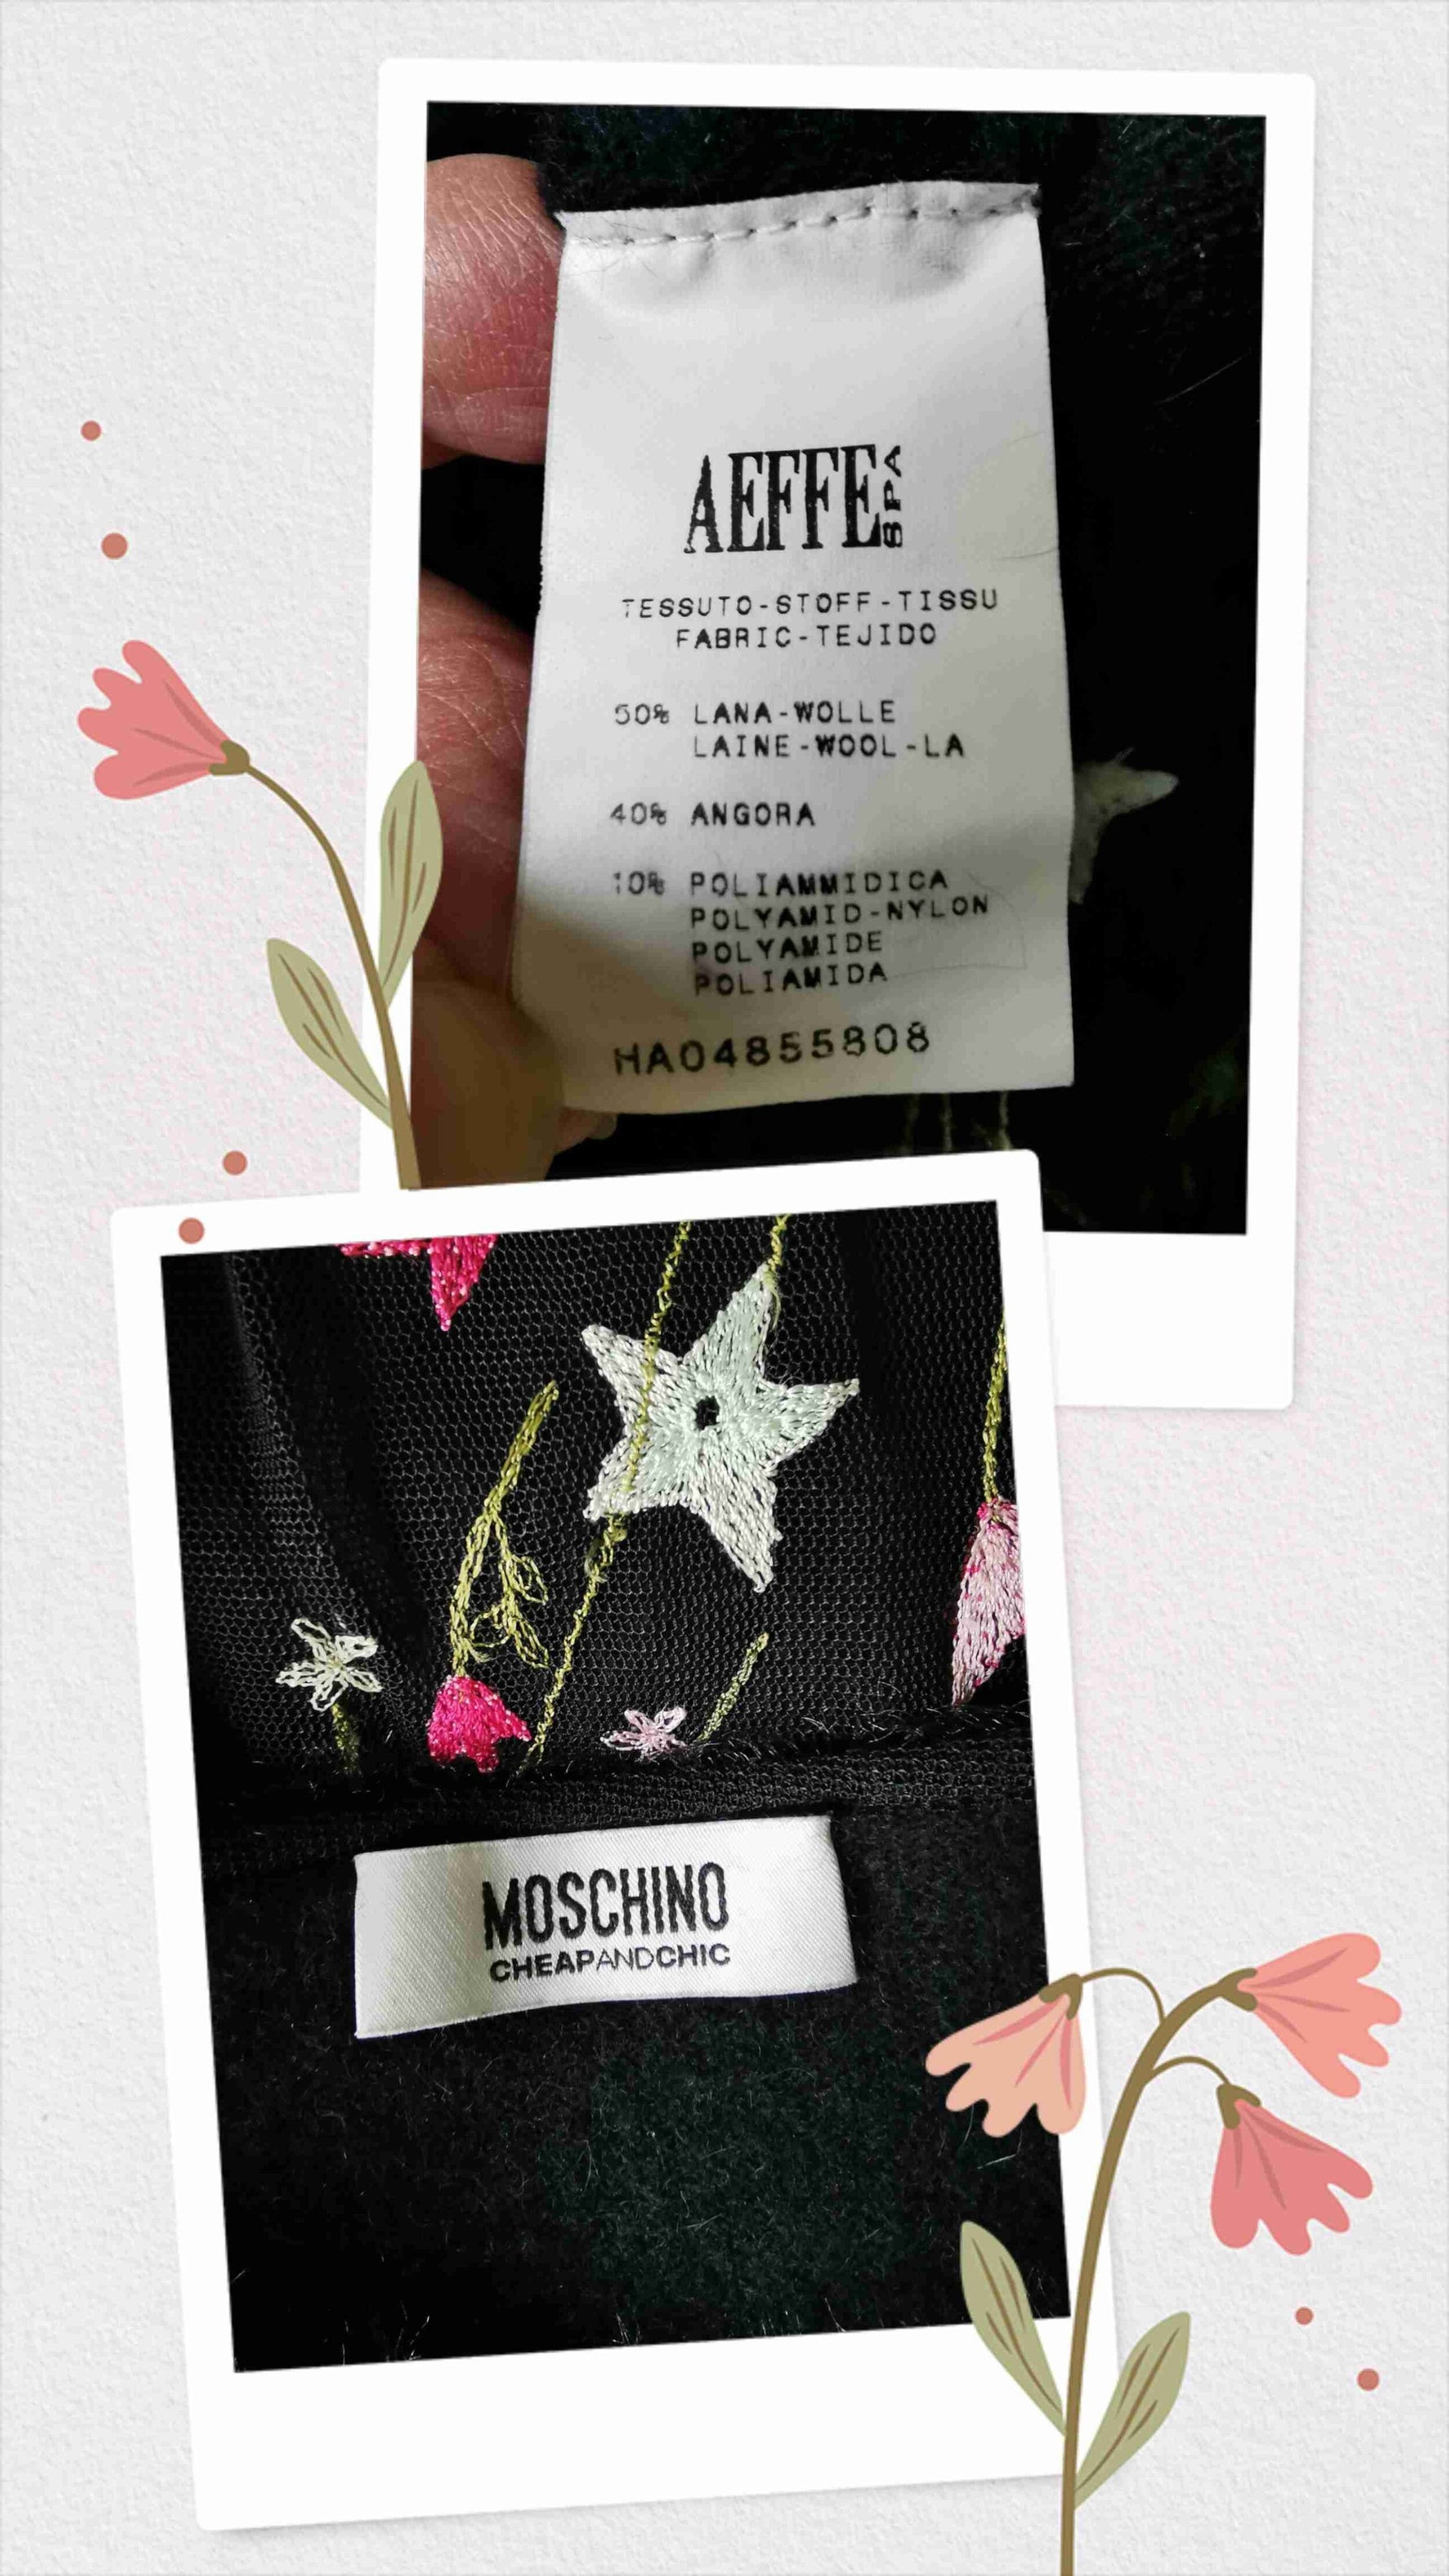 AEFFE SPA
TESSUTO-STOFF-TISSU
FABRIC-TEJIDO
50% LANA-WOLLE
LAINE-WOOL-LA
40% ANGORA
10% POLIAMMIDICA
POLYAMID-NYLON
POLYAMIDE
POLIAMIDA
HA04855808
MOSCHINO
CHEAPANDCHIC